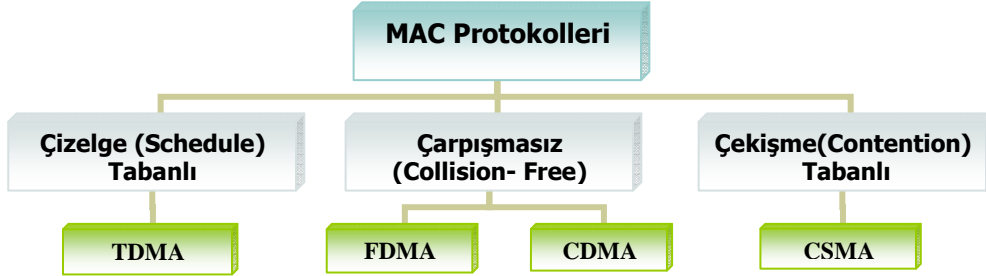 MAC Protokolleri
Çizelge (Schedule)
Tabanlı
Çarpışmasız
(Collision- Free)
Çekişme(Contention)
Tabanlı
TDMA
FDMA
CDMA
CSMA